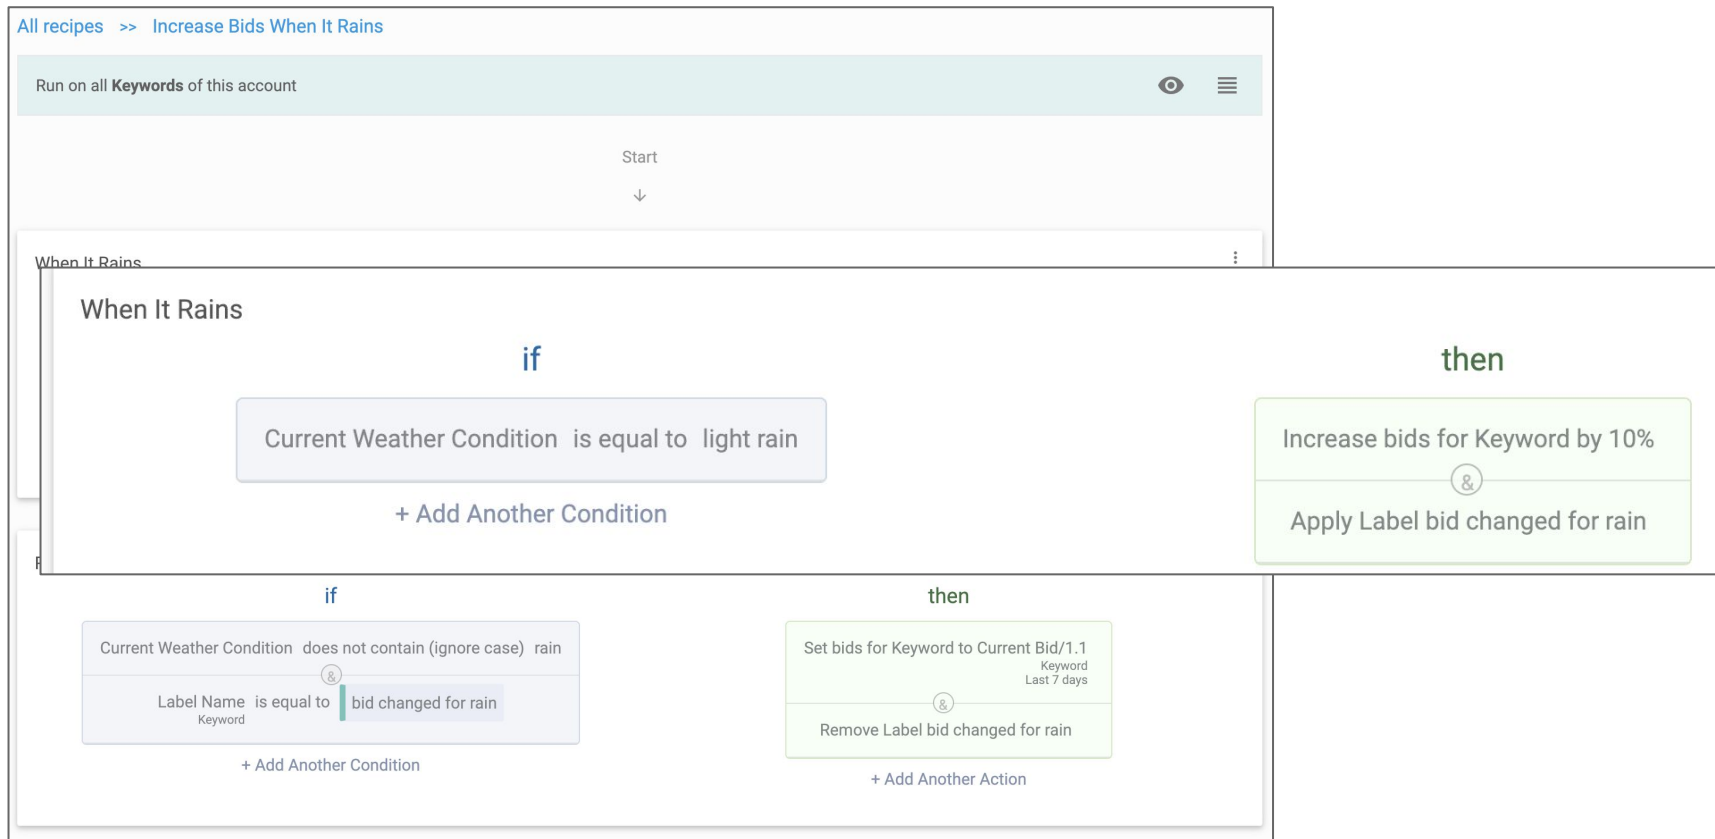 All recipes >> Increase Bids When It Rains
Run on all Keywords of this account
Start
When It Rains
When It Rains
if
then
Current Weather Condition is equal to light rain
Increase bids for Keyword by 10%
&
+ Add Another Condition
Apply Label bid changed for rain
if
then
Current Weather Condition does not contain (ignore case) rain
&
Label Name is equal to bid changed for rain
Keyword
+ Add Another Condition
Set bids for Keyword to Current Bid/1.1
Keyword
Last 7 days
&
Remove Label bid changed for rain
+ Add Another Action